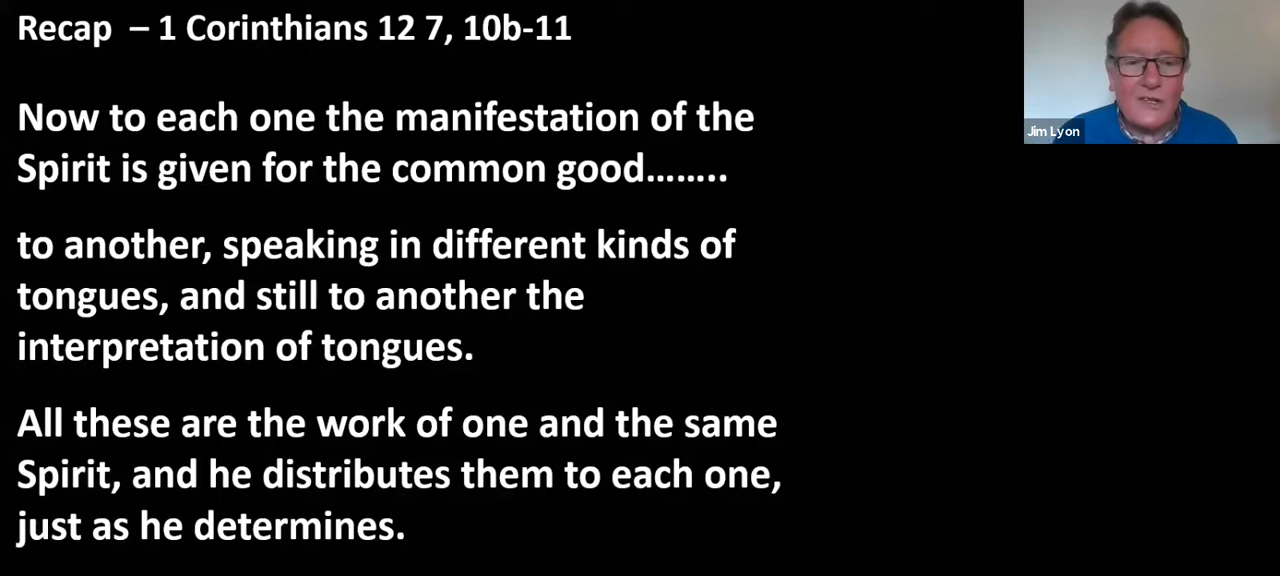 Recap – 1 Corinthians 12 7, 10b-11
Now to each one the manifestation of the
Spirit is given for the common good........
to another, speaking in different kinds of
tongues, and still to another the
interpretation of tongues.
All these are the work of one and the same
Spirit, and he distributes them to each one,
just as he determines.
Jim Lyon